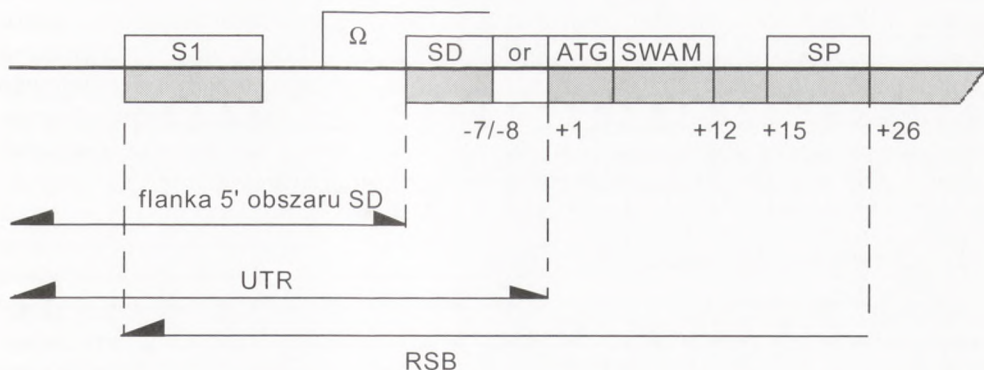 Ω
S1 SD or ATG SWAM SP
-7/-8 +1 +12 +15 +26
flanka 5' obszaru SD
UTR
RSB